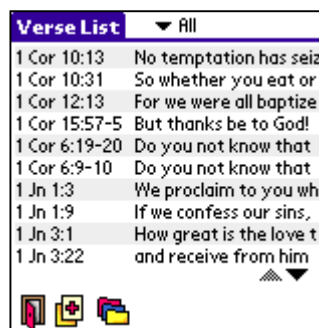 Verse List All
1 Cor 10:13 No temptation has seiz
1 Cor 10:31 So whether you eat or
1 Cor 12:13 For we were all baptize
1 Cor 15:57-5 But thanks be to God!
1 Cor 6:19-20 Do you not know that
1 Cor 6:9-10 Do you not know that
1 Jn 1:3 We proclaim to you wh
1 Jn 1:9 If we confess our sins,
1 Jn 3:1 How great is the love t
1 Jn 3:22 and receive from him